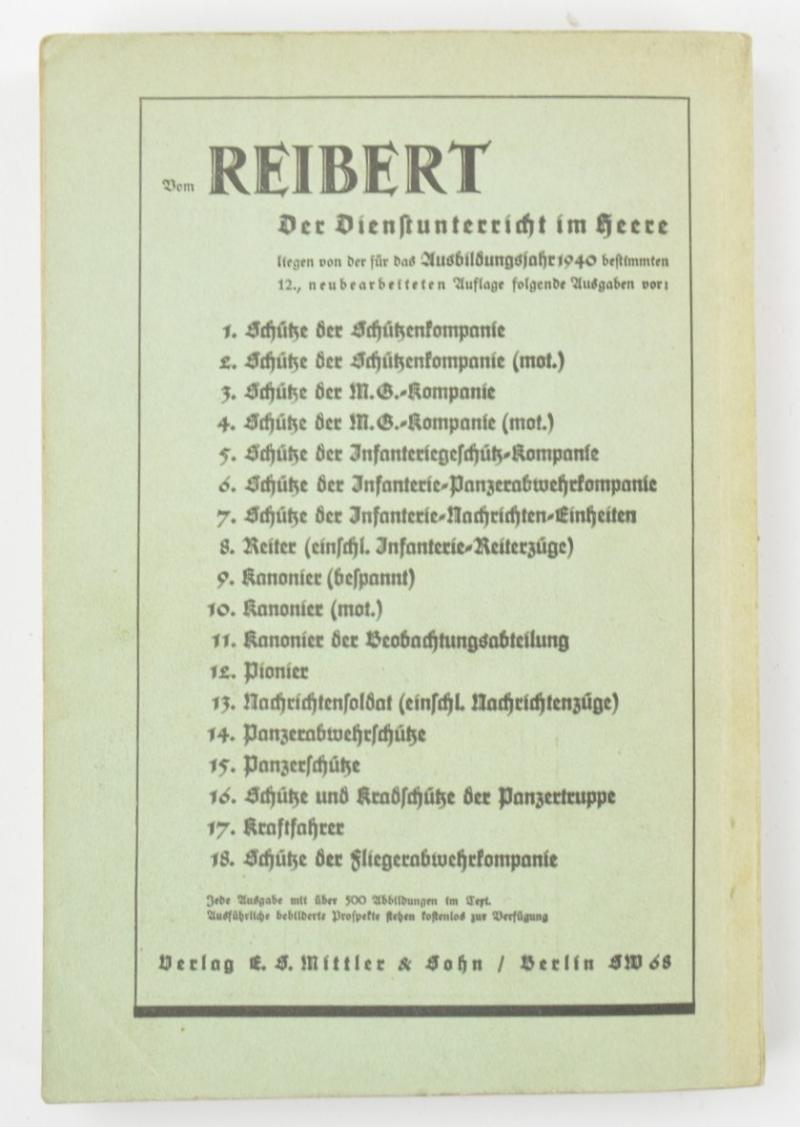 Vom REIBERT
Der Dienstunterricht im Heere
liegen von der für das Ausbildungsjahr 1940 bestimmten
12., neubearbeiteten Auflage folgende Ausgaben vor:
1. Schütze der Schützenkompanie
2. Schütze der Schützenkompanie (mot.)
3. Schütze der M.G.-Kompanie
4. Schütze der M.G.-Kompanie (mot.)
5. Schütze der Infanteriegeschütz-Kompanie
6. Schütze der Infanterie-Panzerabwehrkompanie
7. Schütze der Infanterie-Nachrichten-Einheiten
8. Reiter (einschl. Infanterie-Reiterzüge)
9. Kanonier (bespannt)
10. Kanonier (mot.)
11. Kanonier der Beobachtungsabteilung
12. Pionier
13. Nachrichtensoldat (einschl. Nachrichtenzüge)
14. Panzerabwehrschütze
15. Panzerschütze
16. Schütze und Kradschütze der Panzertruppe
17. Kraftfahrer
18. Schütze der Fliegerabwehrkompanie
Jede Ausgabe mit über 500 Abbildungen im Text.
Ausführliche bebilderte Prospekte stehen kostenlos zur Verfügung
Verlag E. S. Mittler & Sohn / Berlin SW 68